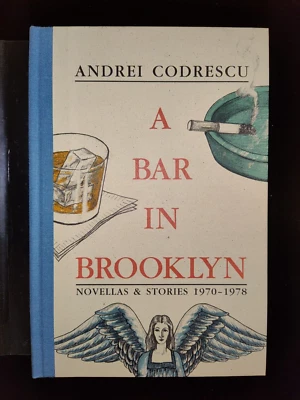 ANDREI CODRESCU
A
BAR
IN
BROOKLYN
NOVELLAS & STORIES 1970–1978